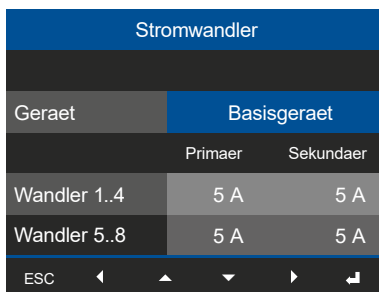 Stromwandler
Geraet Basisgeraet
Primaer Sekundaer
Wandler 1..4 5 A 5 A
Wandler 5..8 5 A 5 A
ESC